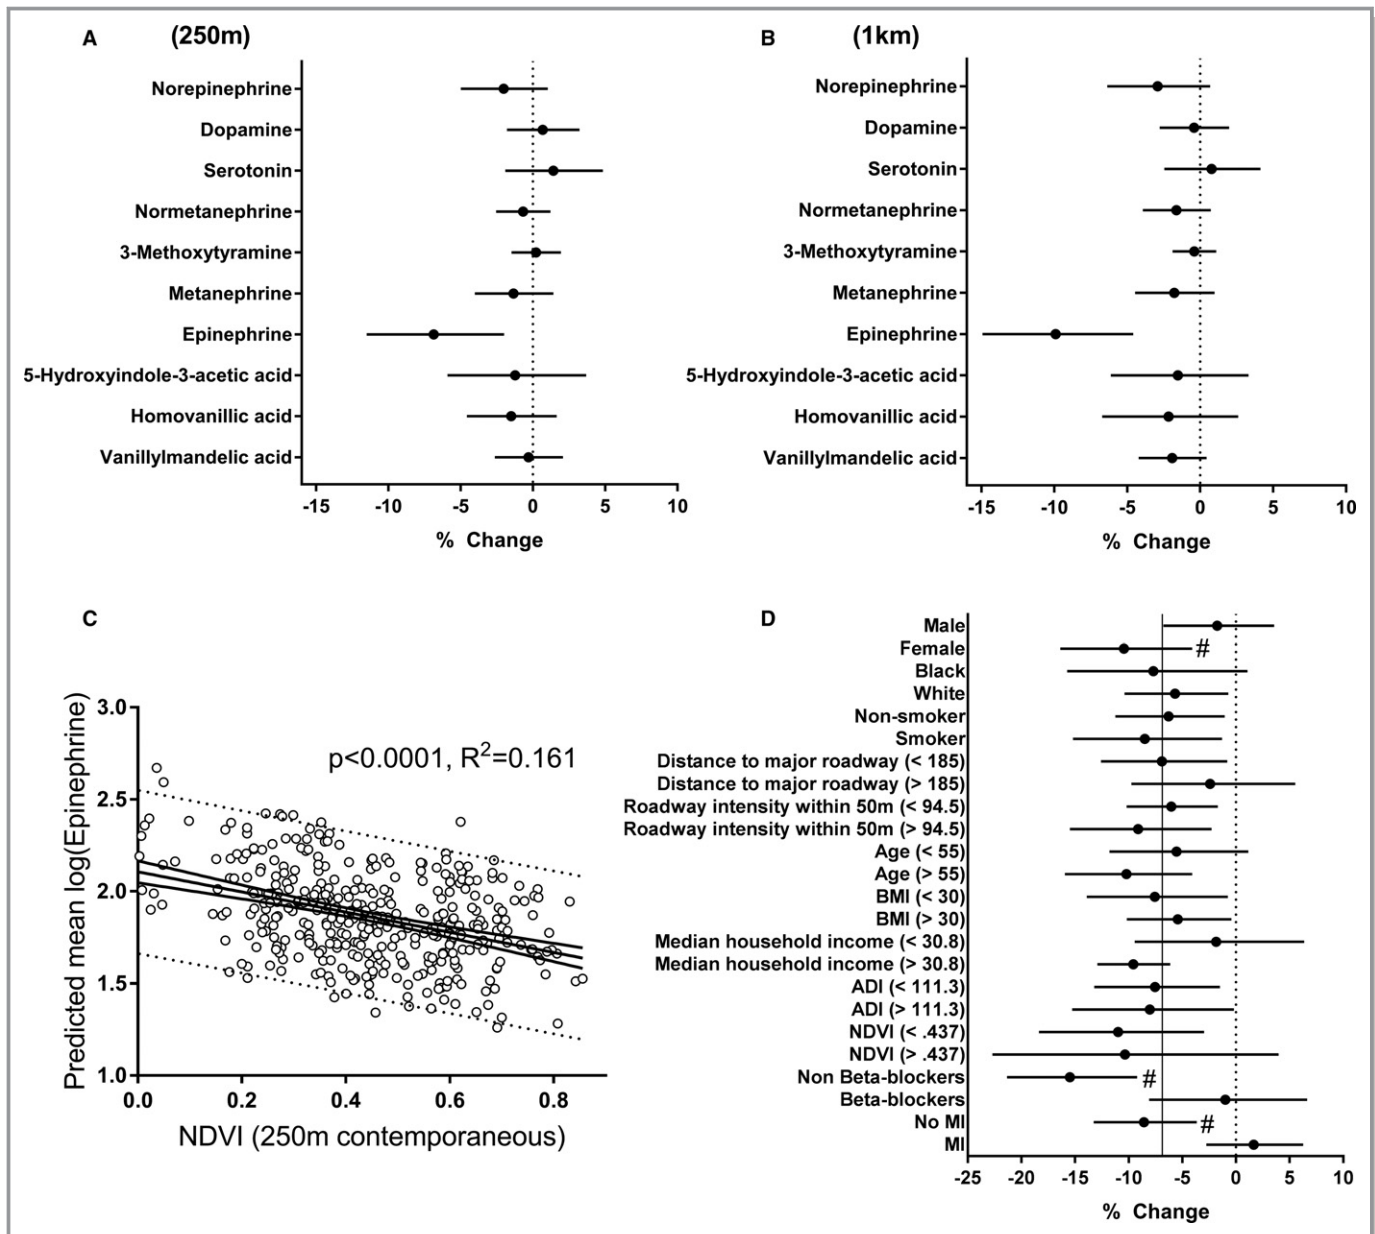 A (250m)
Norepinephrine
Dopamine
Serotonin
Normetanephrine
3-Methoxytyramine
Metanephrine
Epinephrine
5-Hydroxyindole-3-acetic acid
Homovanillic acid
Vanillylmandelic acid
-15 -10 -5 0 5 10
% Change
B (1km)
Norepinephrine
Dopamine
Serotonin
Normetanephrine
3-Methoxytyramine
Metanephrine
Epinephrine
5-Hydroxyindole-3-acetic acid
Homovanillic acid
Vanillylmandelic acid
-15 -10 -5 0 5 10
% Change
C
Predicted mean log(Epinephrine)
3.0
2.5
2.0
1.5
1.0
p<0.0001, R²=0.161
0.0 0.2 0.4 0.6 0.8
NDVI (250m contemporaneous)
D
Male
Female #
Black
White
Non-smoker
Smoker
Distance to major roadway (< 185)
Distance to major roadway (> 185)
Roadway intensity within 50m (< 94.5)
Roadway intensity within 50m (> 94.5)
Age (< 55)
Age (> 55)
BMI (< 30)
BMI (> 30)
Median household income (< 30.8)
Median household income (> 30.8)
ADI (< 111.3)
ADI (> 111.3)
NDVI (< .437)
NDVI (> .437)
Non Beta-blockers #
Beta-blockers
No MI #
MI
-25 -20 -15 -10 -5 0 5 10
% Change